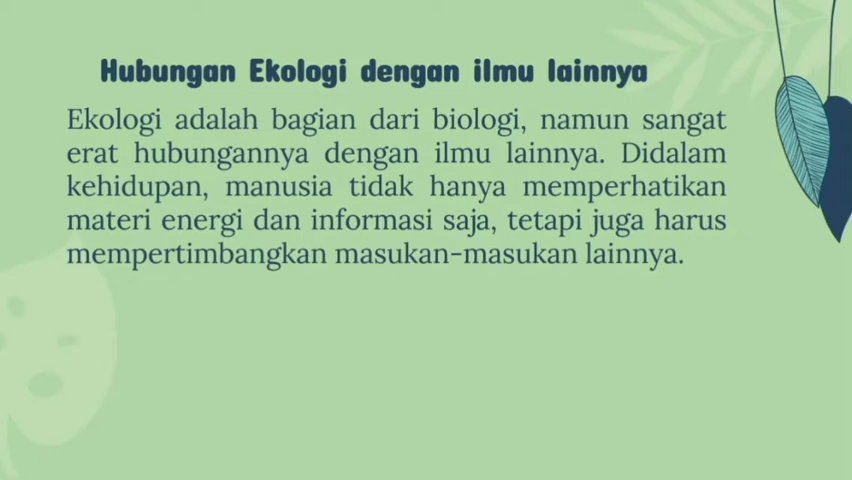 Hubungan Ekologi dengan ilmu lainnya
Ekologi adalah bagian dari biologi, namun sangat
erat hubungannya dengan ilmu lainnya. Didalam
kehidupan, manusia tidak hanya memperhatikan
materi energi dan informasi saja, tetapi juga harus
mempertimbangkan masukan-masukan lainnya.